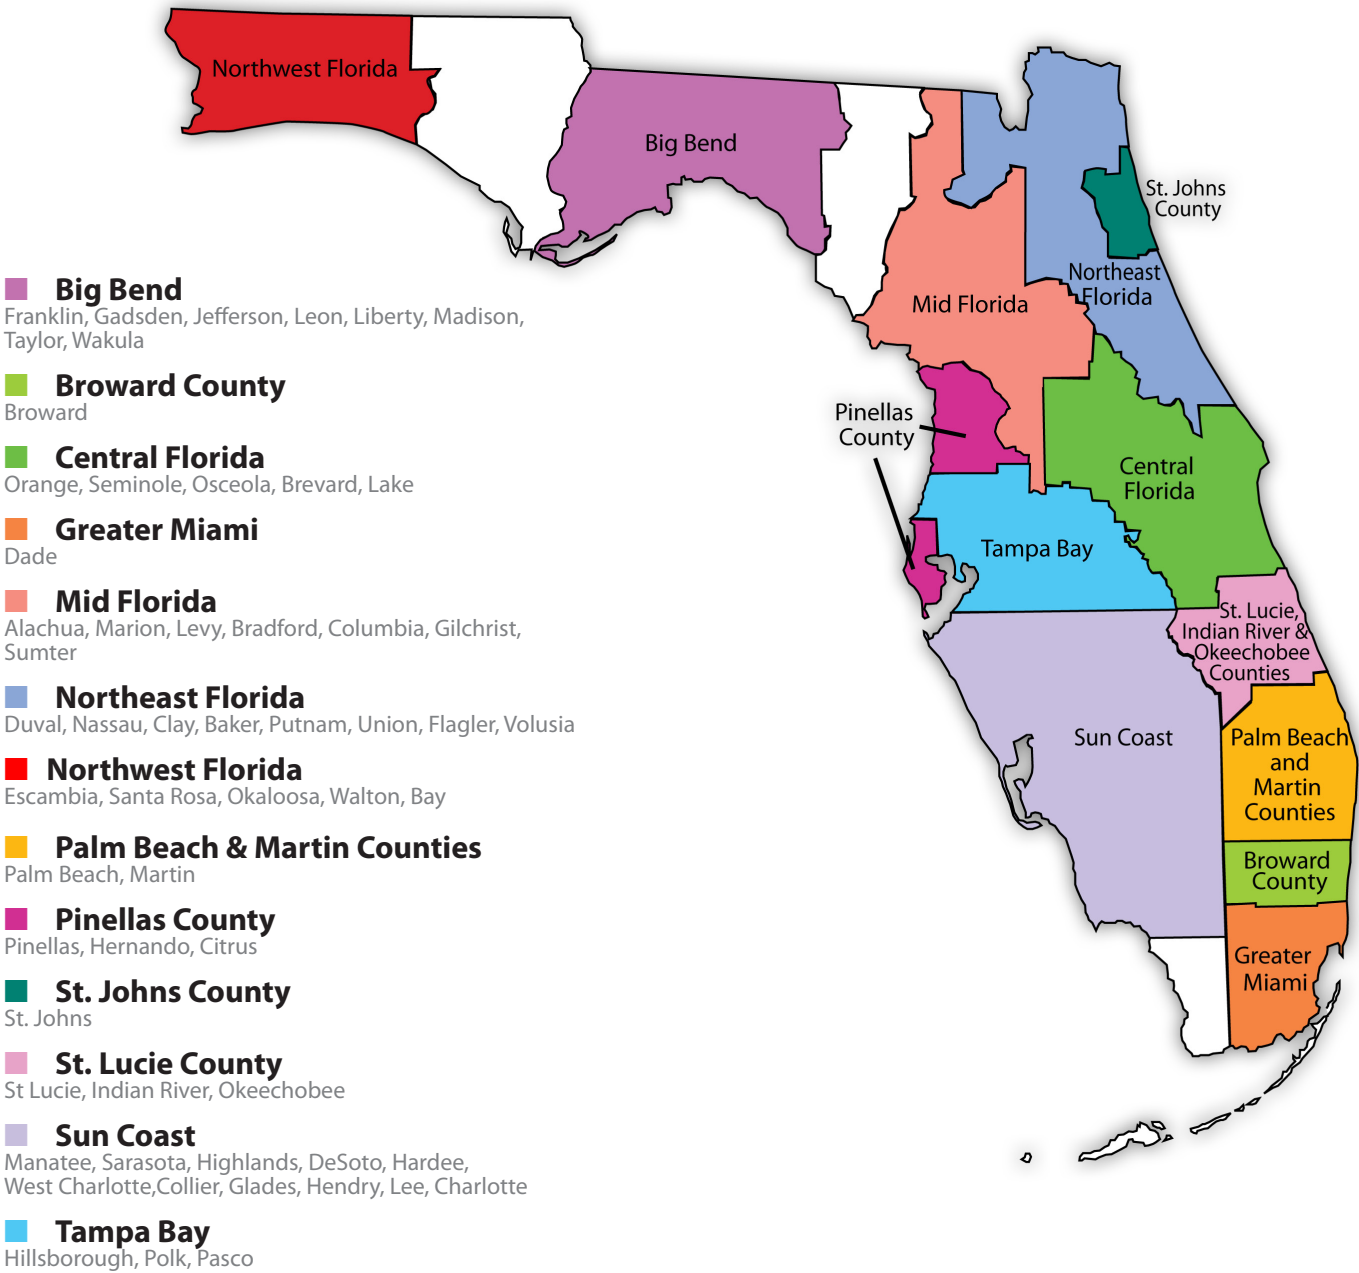 Northwest Florida
Big Bend
St. Johns
County
Northeast
Florida
Mid Florida
Pinellas
County
Central
Florida
Tampa Bay
St. Lucie,
Indian River &
Okeechobee
Counties
Sun Coast
Palm Beach
and
Martin
Counties
Broward
County
Greater
Miami
Big Bend
Franklin, Gadsden, Jefferson, Leon, Liberty, Madison,
Taylor, Wakula
Broward County
Broward
Central Florida
Orange, Seminole, Osceola, Brevard, Lake
Greater Miami
Dade
Mid Florida
Alachua, Marion, Levy, Bradford, Columbia, Gilchrist,
Sumter
Northeast Florida
Duval, Nassau, Clay, Baker, Putnam, Union, Flagler, Volusia
Northwest Florida
Escambia, Santa Rosa, Okaloosa, Walton, Bay
Palm Beach & Martin Counties
Palm Beach, Martin
Pinellas County
Pinellas, Hernando, Citrus
St. Johns County
St. Johns
St. Lucie County
St Lucie, Indian River, Okeechobee
Sun Coast
Manatee, Sarasota, Highlands, DeSoto, Hardee,
West Charlotte,Collier, Glades, Hendry, Lee, Charlotte
Tampa Bay
Hillsborough, Polk, Pasco